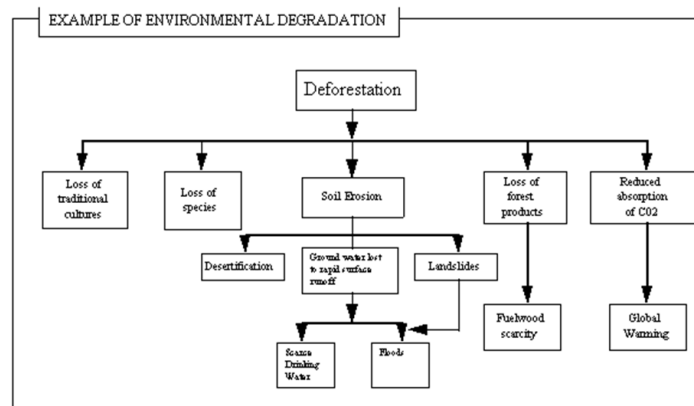 EXAMPLE OF ENVIRONMENTAL DEGRADATION
Deforestation
Loss of
traditional
cultures
Loss of
species
Soil Erosion
Loss of
forest
products
Reduced
absorption
of C02
Desertification
Ground water lost
to rapid surface
runoff
Landslides
Scarce
Drinking
Water
Floods
Fuelwood
scarcity
Global
Warming